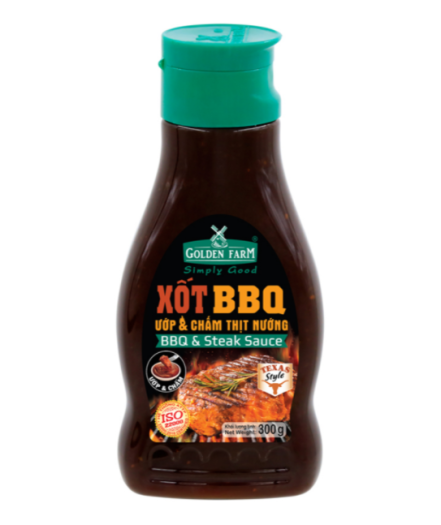 ®
GOLDEN FARM
Simply Good
XỐT BBQ
ƯỚP & CHẤM THỊT NƯỚNG
BBQ & Steak Sauce
ƯỚP & CHẤM
TEXAS
Style
ISO
22000
Khối lượng tịnh:
Net Weight:
300g